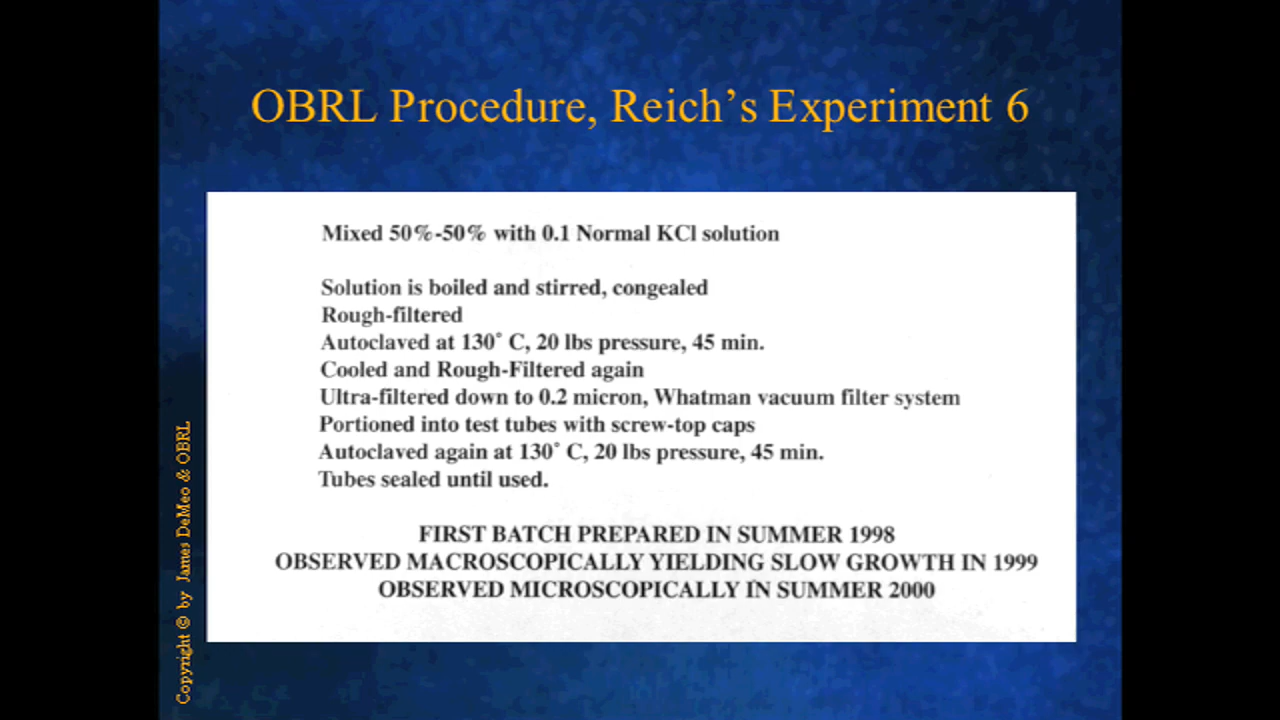 OBRL Procedure, Reich's Experiment 6
Mixed 50%-50% with 0.1 Normal KCl solution
Solution is boiled and stirred, congealed
Rough-filtered
Autoclaved at 130° C, 20 lbs pressure, 45 min.
Cooled and Rough-Filtered again
Ultra-filtered down to 0.2 micron, Whatman vacuum filter system
Portioned into test tubes with screw-top caps
Autoclaved again at 130° C, 20 lbs pressure, 45 min.
Tubes sealed until used.
FIRST BATCH PREPARED IN SUMMER 1998
OBSERVED MACROSCOPICALLY YIELDING SLOW GROWTH IN 1999
OBSERVED MICROSCOPICALLY IN SUMMER 2000
Copyright © by James DeMeo & OBRL